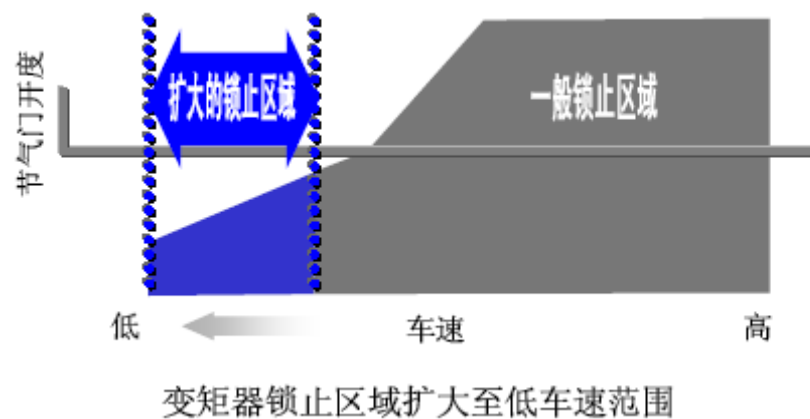 扩大的锁止区域
一般锁止区域
节气门开度
低
车速
高
变矩器锁止区域扩大至低车速范围